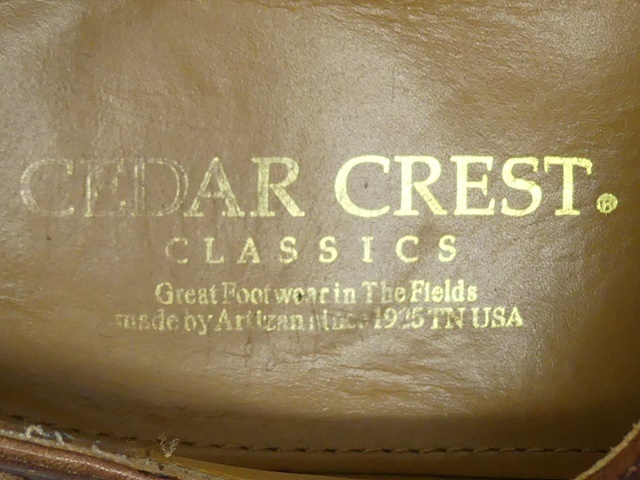 CEDAR CREST®
CLASSICS
Great Footwear in The Fields
made by Artizan since 1925 TN USA